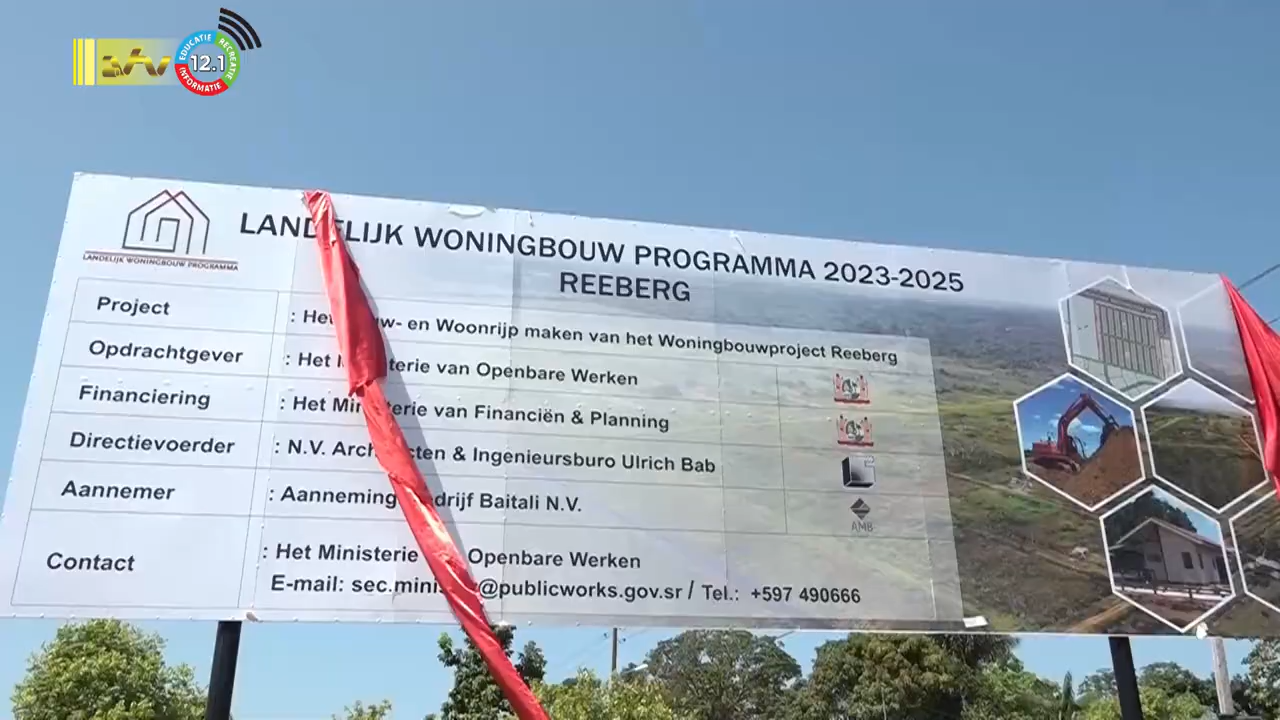 EDUCATIE
RECREATIE
INFORMATIE
12.1
LANDELIJK WONINGBOUW PROGRAMMA 2023-2025
REEBERG
LANDELIJK WONINGBOUW PROGRAMMA
Project : He w- en Woonrijp maken van het Woningbouwproject Reeberg
Opdrachtgever : Het terie van Openbare Werken
Financiering : Het Min terie van Financiën & Planning
Directievoerder : N.V. Arch cten & Ingenieursburo Ulrich Bab
Aannemer : Aanneming drijf Baitali N.V.
AMB
Contact : Het Ministerie Openbare Werken
E-mail: sec.minis @publicworks.gov.sr / Tel.: +597 490666